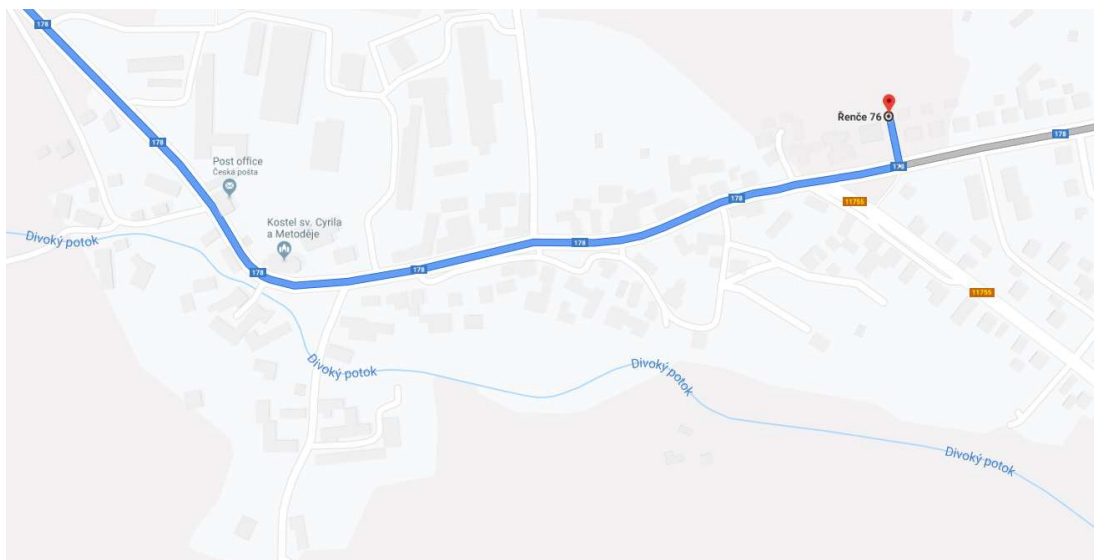 178
178
178
Řenče 76
178
Post office
Česká pošta
178
11755
Kostel sv. Cyrila
a Metoděje
Divoký potok
178
178
178
11755
Divoký potok
Divoký potok
Divoký potok